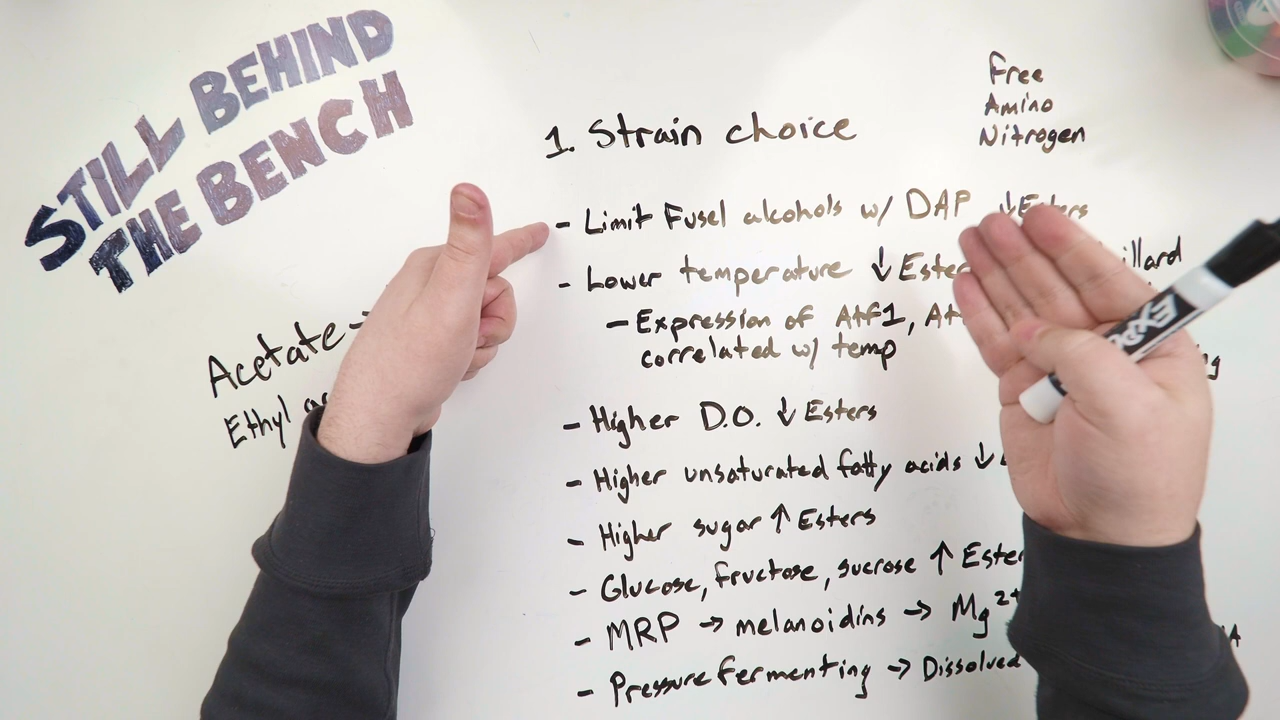 STILL BEHIND
THE BENCH
Free
Amino
Nitrogen
1. Strain choice
- Limit Fusel alcohols w/ DAP ↓Esters
- Lower temperature ↓
- Expression of Atf1,
correlated w/ temp
Acetate→
Ethyl
- Higher D.O. ↓ Esters
- Higher unsaturated fatty acids ↓
- Higher sugar ↑ Esters
- Glucose, fructose, sucrose ↑
- MRP → melanoidins → Mg2+
- Pressure fermenting → Dissolved
EXPO